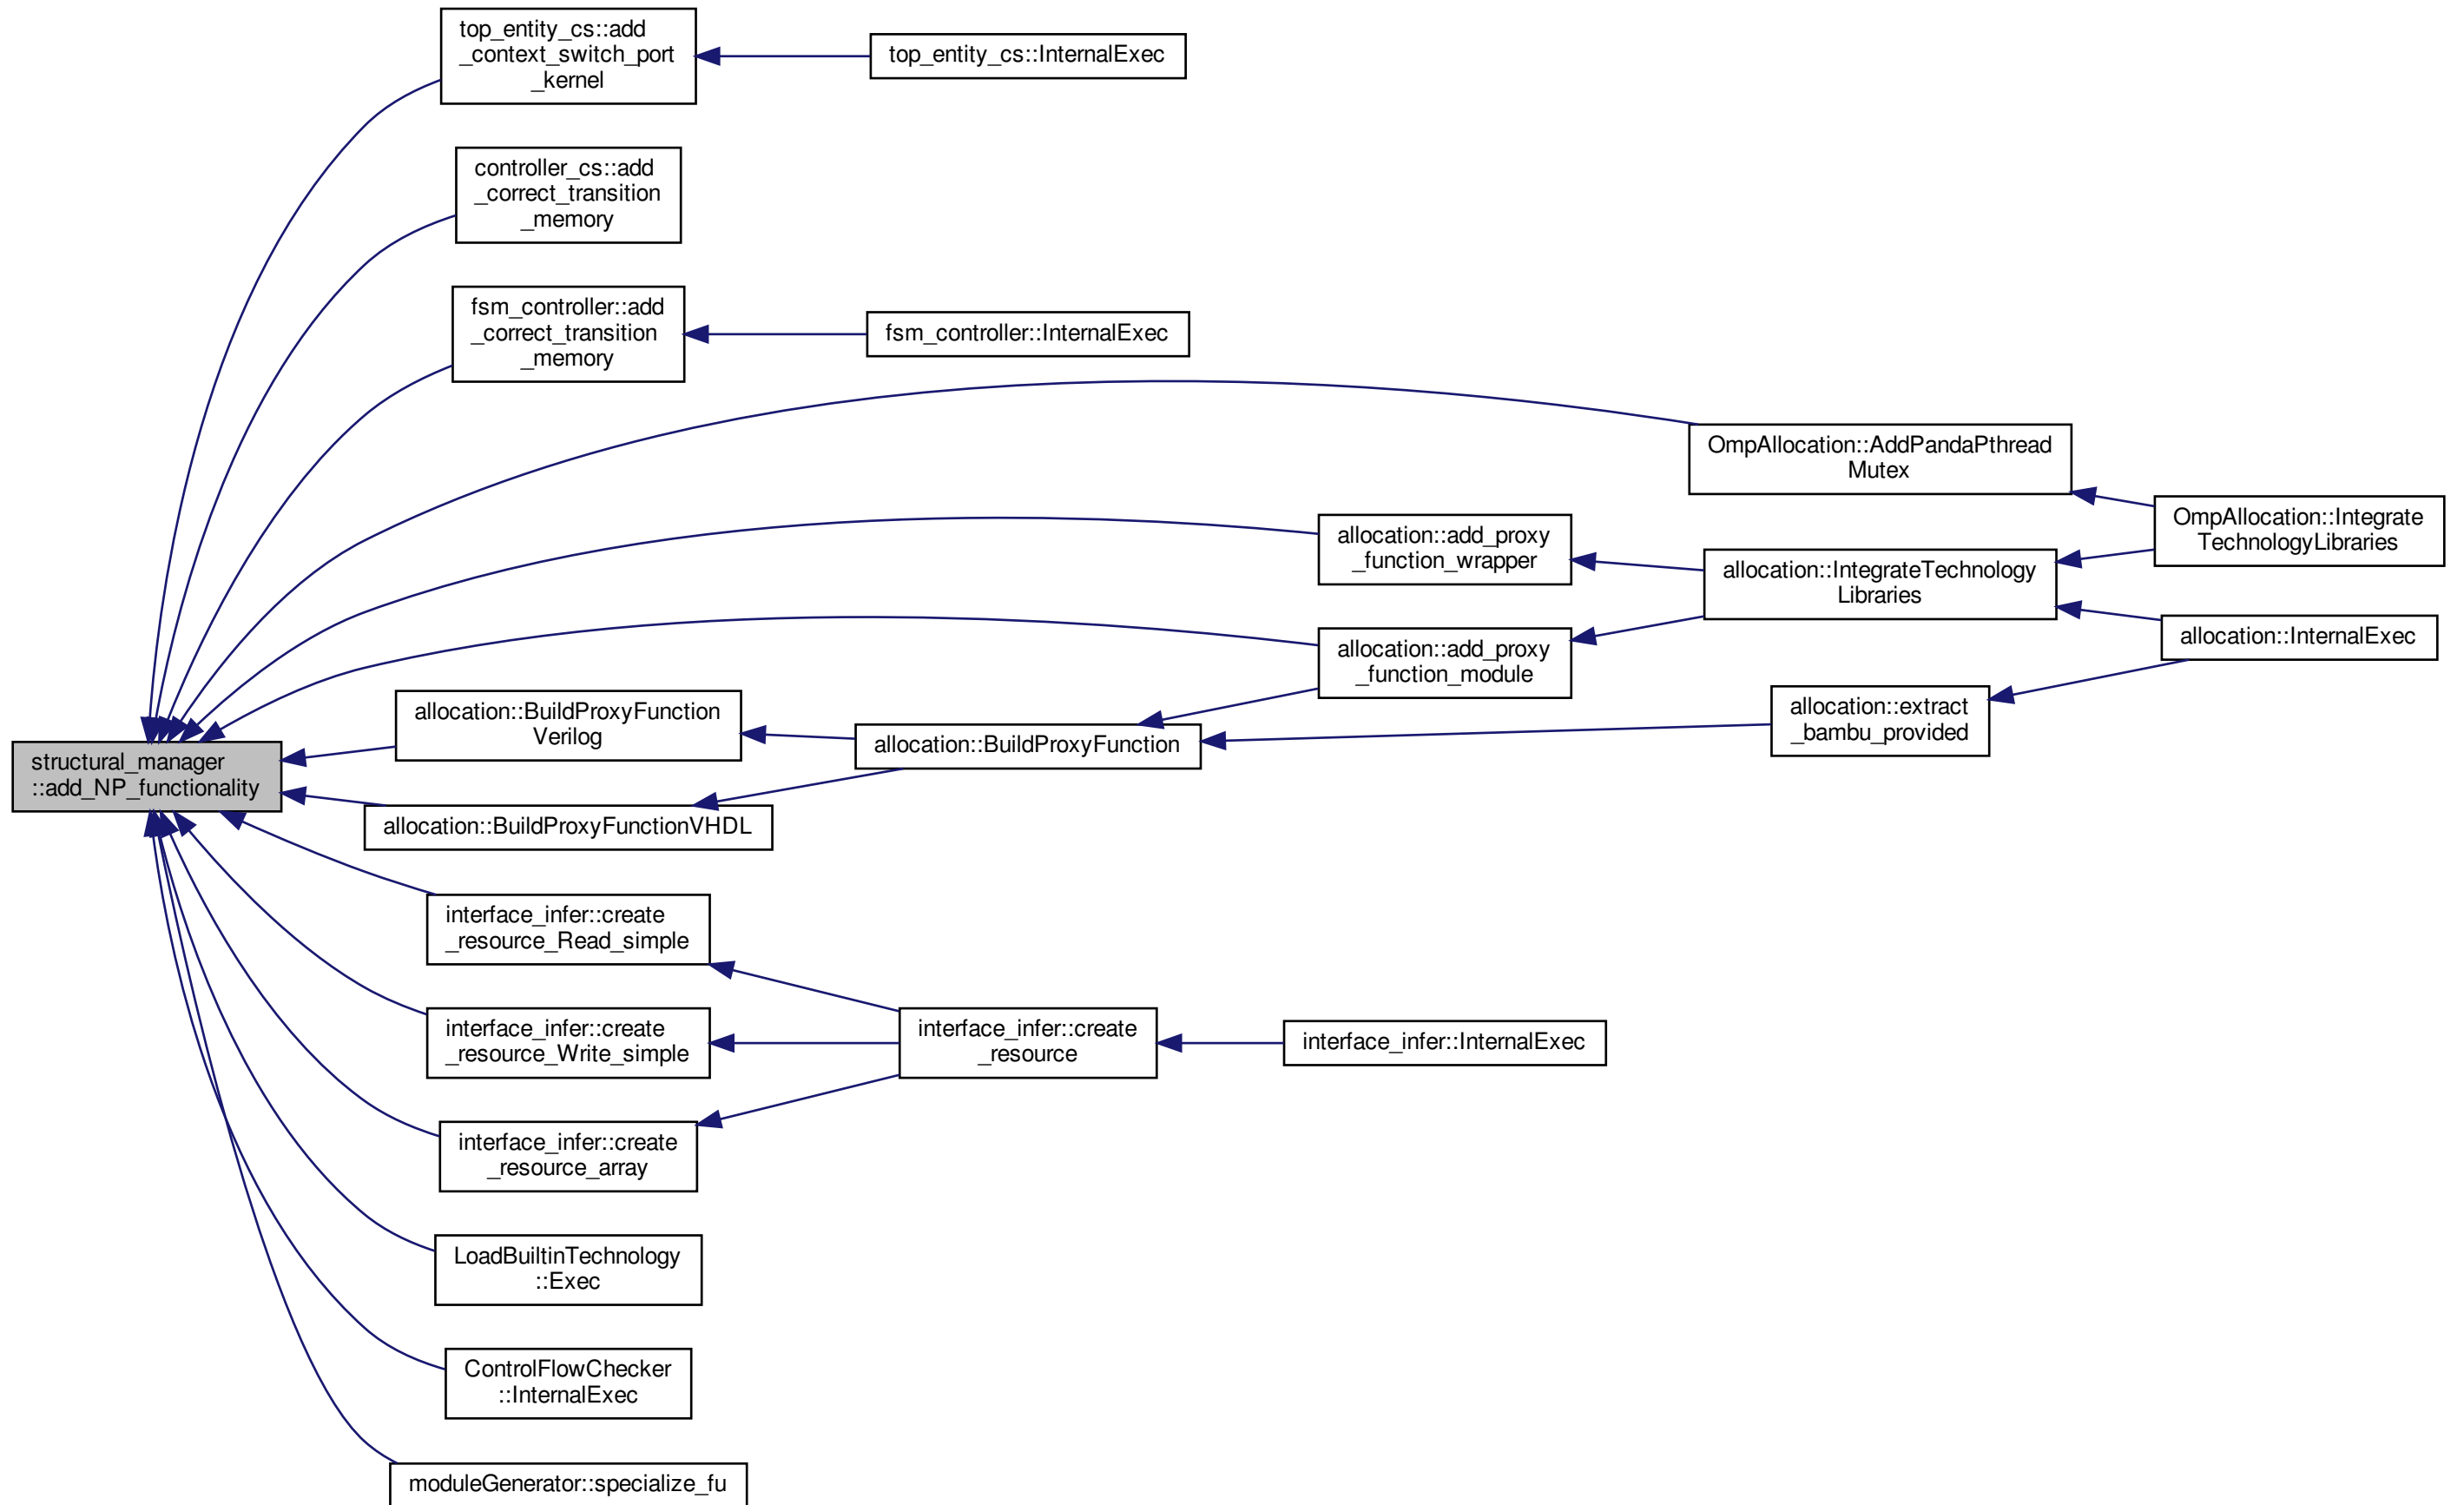 top_entity_cs::add
_context_switch_port
_kernel
top_entity_cs::InternalExec
controller_cs::add
_correct_transition
_memory
fsm_controller::add
_correct_transition
_memory
fsm_controller::InternalExec
OmpAllocation::AddPandaPthread
Mutex
OmpAllocation::Integrate
TechnologyLibraries
allocation::add_proxy
_function_wrapper
allocation::IntegrateTechnology
Libraries
allocation::InternalExec
allocation::add_proxy
_function_module
allocation::extract
_bambu_provided
allocation::BuildProxyFunction
Verilog
allocation::BuildProxyFunction
structural_manager
::add_NP_functionality
allocation::BuildProxyFunctionVHDL
interface_infer::create
_resource_Read_simple
interface_infer::create
_resource_Write_simple
interface_infer::create
_resource
interface_infer::InternalExec
interface_infer::create
_resource_array
LoadBuiltinTechnology
::Exec
ControlFlowChecker
::InternalExec
moduleGenerator::specialize_fu